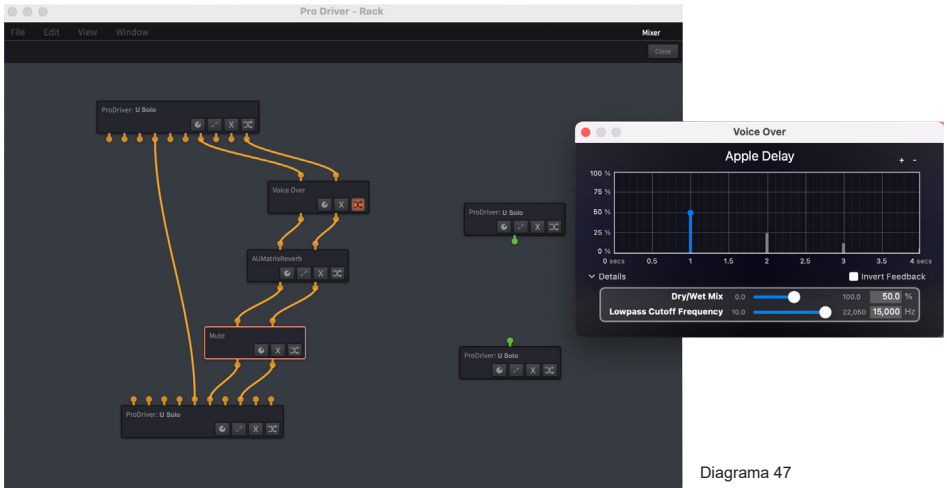 Pro Driver - Rack
File Edit View Window Mixer
Close
ProDriver: U Solo
X
Voice Over
X
AUMatrixReverb
X
Mute
X
ProDriver: U Solo
X
ProDriver: U Solo
X
ProDriver: U Solo
X
Voice Over
Apple Delay
+ -
100 %
75 %
50 %
25 %
0 %
0 secs 0.5 1 1.5 2 2.5 3 3.5 4 secs
Details Invert Feedback
Dry/Wet Mix 0.0 100.0 50.0 %
Lowpass Cutoff Frequency 10.0 22,050 15,000 Hz
Diagrama 47